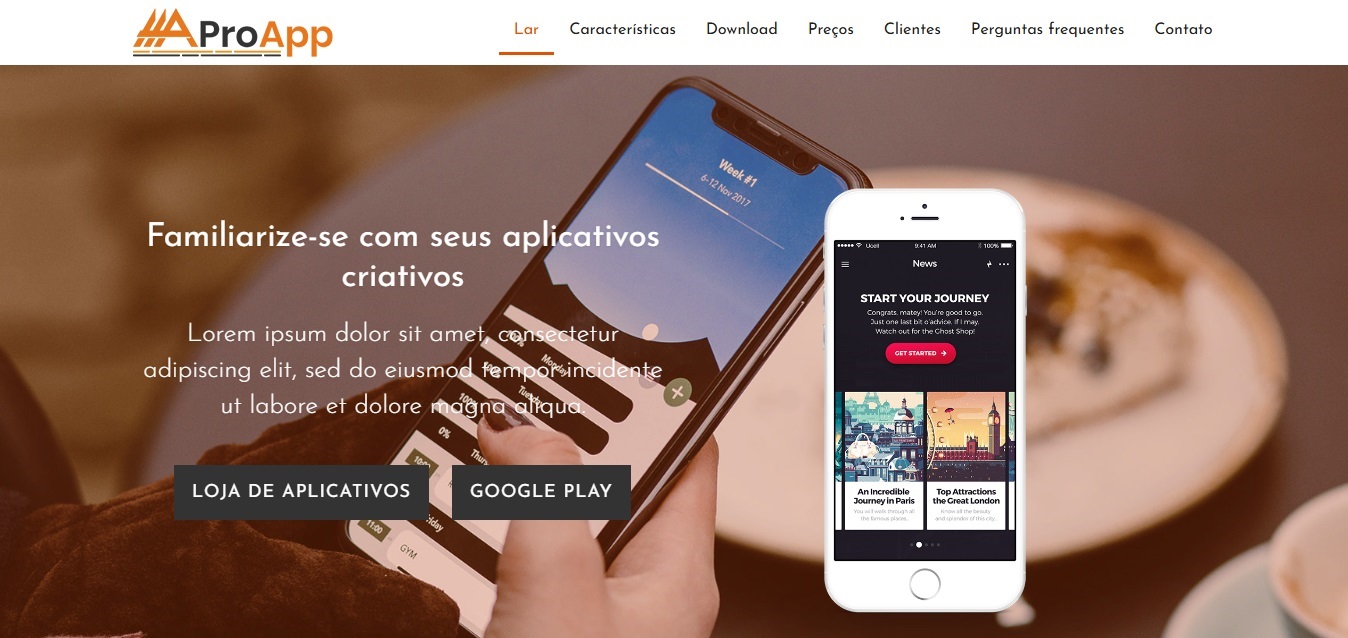 ProApp
Lar Características Download Preços Clientes Perguntas frequentes Contato
Familiarize-se com seus aplicativos
criativos
Lorem ipsum dolor sit amet, consectetur
adipiscing elit, sed do eiusmod tempor incidente
ut labore et dolore magna aliqua.
LOJA DE APLICATIVOS GOOGLE PLAY
Week #1
6-12 Nov 2017
Monday
Tuesday
100%
0%
11:00
GYM
Ucell 9:41 AM 100%
News
START YOUR JOURNEY
Congrats, matey! You're good to go.
Just one last bit o'advice. If I may.
Watch out for the Ghost Shop!
GET STARTED
An Incredible
Journey in Paris
You will walk through all
the famous places..
Top Attractions
the Great London
Know all the beauty
and splender of this city..